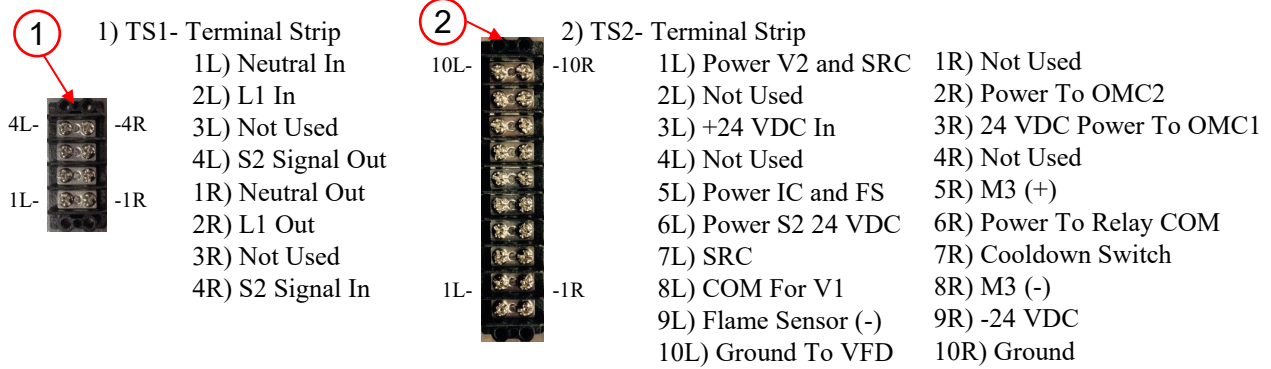 1
1) TS1- Terminal Strip
1L) Neutral In
2L) L1 In
3L) Not Used
4L) S2 Signal Out
1R) Neutral Out
2R) L1 Out
3R) Not Used
4R) S2 Signal In
4L-
-4R
1L-
-1R
2
2) TS2- Terminal Strip
10L-
-10R
1L-
-1R
1L) Power V2 and SRC
2L) Not Used
3L) +24 VDC In
4L) Not Used
5L) Power IC and FS
6L) Power S2 24 VDC
7L) SRC
8L) COM For V1
9L) Flame Sensor (-)
10L) Ground To VFD
1R) Not Used
2R) Power To OMC2
3R) 24 VDC Power To OMC1
4R) Not Used
5R) M3 (+)
6R) Power To Relay COM
7R) Cooldown Switch
8R) M3 (-)
9R) -24 VDC
10R) Ground